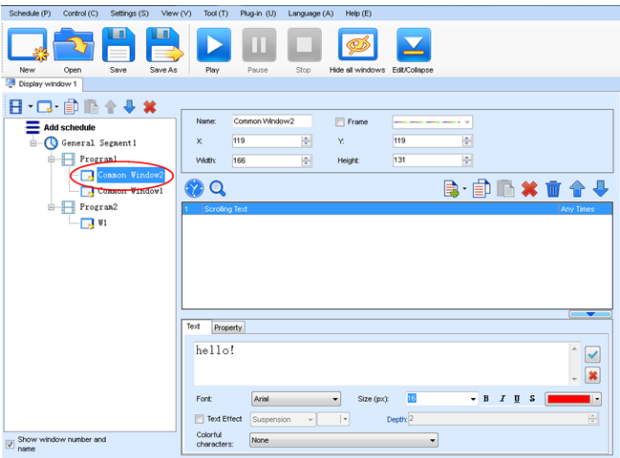 Schedule (P) Control (C) Settings (S) View (V) Tool (T) Plug-in (U) Language (A) Help (E)
New Open Save Save As Play Pause Stop Hide all windows Edit/Collapse
Display window 1
Add schedule
General Segment1
Program1
Common Window2
Common Window1
Program2
W1
Show window number and name
Name: Common Window2 Frame
X: 119 Y: 119
Width: 166 Height: 131
1 Scrolling Text Any Times
Text Property
hello!
Font: Arial Size (px): 16 B I U S
Text Effect Suspension Depth: 2
Colorful characters: None